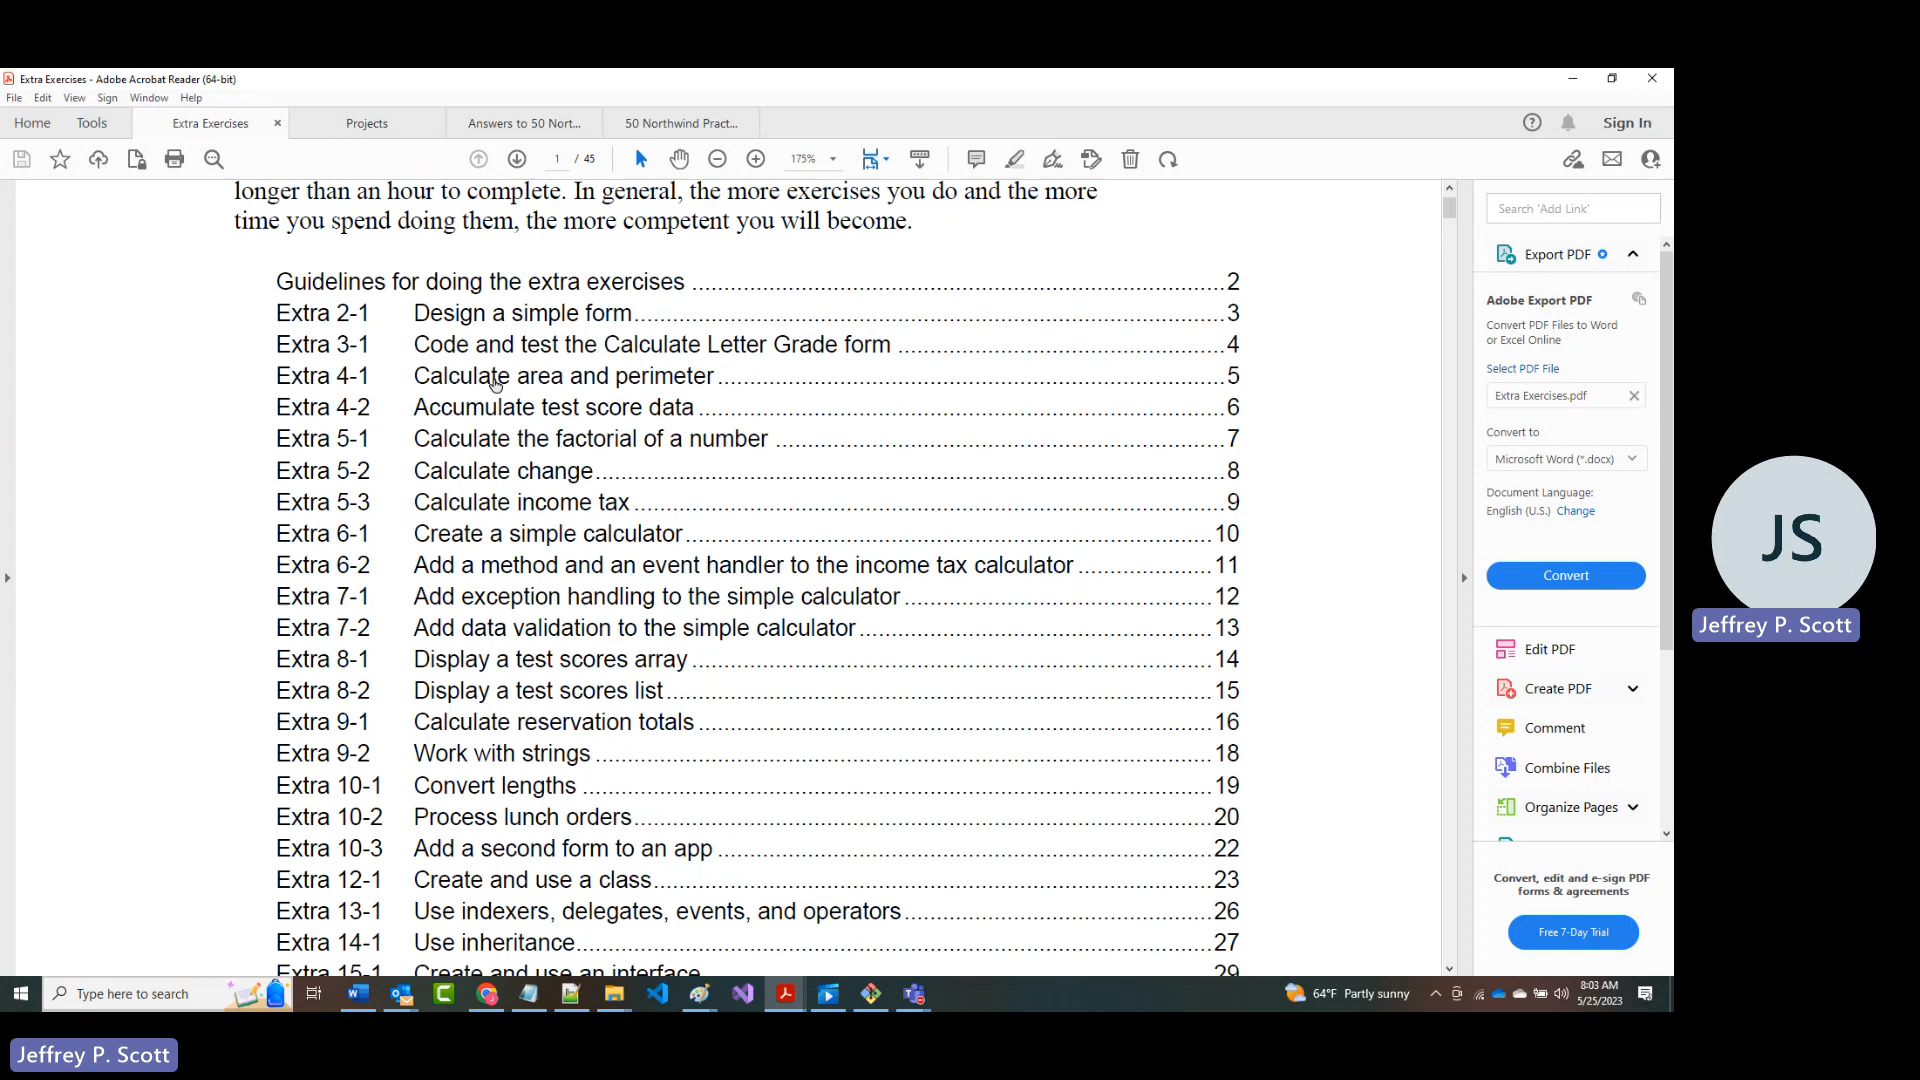 Extra Exercises - Adobe Acrobat Reader (64-bit)
File Edit View Sign Window Help
Home Tools Extra Exercises × Projects Answers to 50 Nort... 50 Northwind Pract... Sign In
1 / 45 175%
longer than an hour to complete. In general, the more exercises you do and the more
time you spend doing them, the more competent you will become.
Guidelines for doing the extra exercises 2
Extra 2-1 Design a simple form 3
Extra 3-1 Code and test the Calculate Letter Grade form 4
Extra 4-1 Calculate area and perimeter 5
Extra 4-2 Accumulate test score data 6
Extra 5-1 Calculate the factorial of a number 7
Extra 5-2 Calculate change 8
Extra 5-3 Calculate income tax 9
Extra 6-1 Create a simple calculator 10
Extra 6-2 Add a method and an event handler to the income tax calculator 11
Extra 7-1 Add exception handling to the simple calculator 12
Extra 7-2 Add data validation to the simple calculator 13
Extra 8-1 Display a test scores array 14
Extra 8-2 Display a test scores list 15
Extra 9-1 Calculate reservation totals 16
Extra 9-2 Work with strings 18
Extra 10-1 Convert lengths 19
Extra 10-2 Process lunch orders 20
Extra 10-3 Add a second form to an app 22
Extra 12-1 Create and use a class 23
Extra 13-1 Use indexers, delegates, events, and operators 26
Extra 14-1 Use inheritance 27
Extra 15-1 Create and use an interface 29
Search 'Add Link'
Export PDF
Adobe Export PDF
Convert PDF Files to Word
or Excel Online
Select PDF File
Extra Exercises.pdf
Convert to
Microsoft Word (*.docx)
Document Language:
English (U.S.) Change
Convert
Edit PDF
Create PDF
Comment
Combine Files
Organize Pages
Convert, edit and e-sign PDF
forms & agreements
Free 7-Day Trial
JS
Jeffrey P. Scott
Type here to search
64°F Partly sunny
8:03 AM
5/25/2023
Jeffrey P. Scott